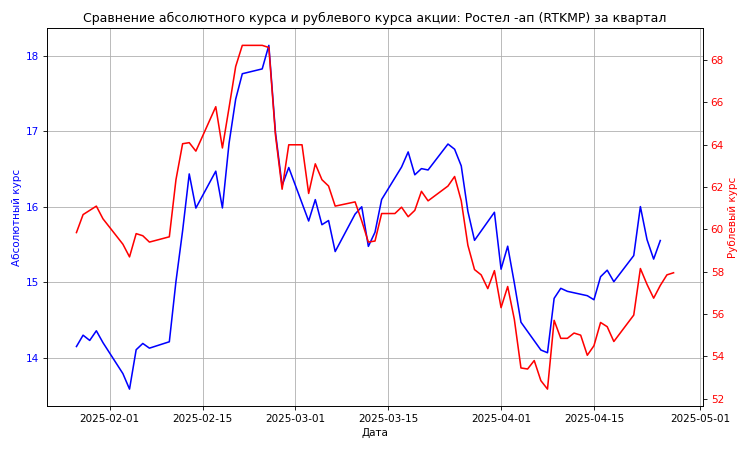 Сравнение абсолютного курса и рублевого курса акции: Ростел -ап (RTKMP) за квартал
18
17
16
15
14
Абсолютный курс
68
66
64
62
60
58
56
54
52
Рублевый курс
2025-02-01 2025-02-15 2025-03-01 2025-03-15 2025-04-01 2025-04-15 2025-05-01
Дата